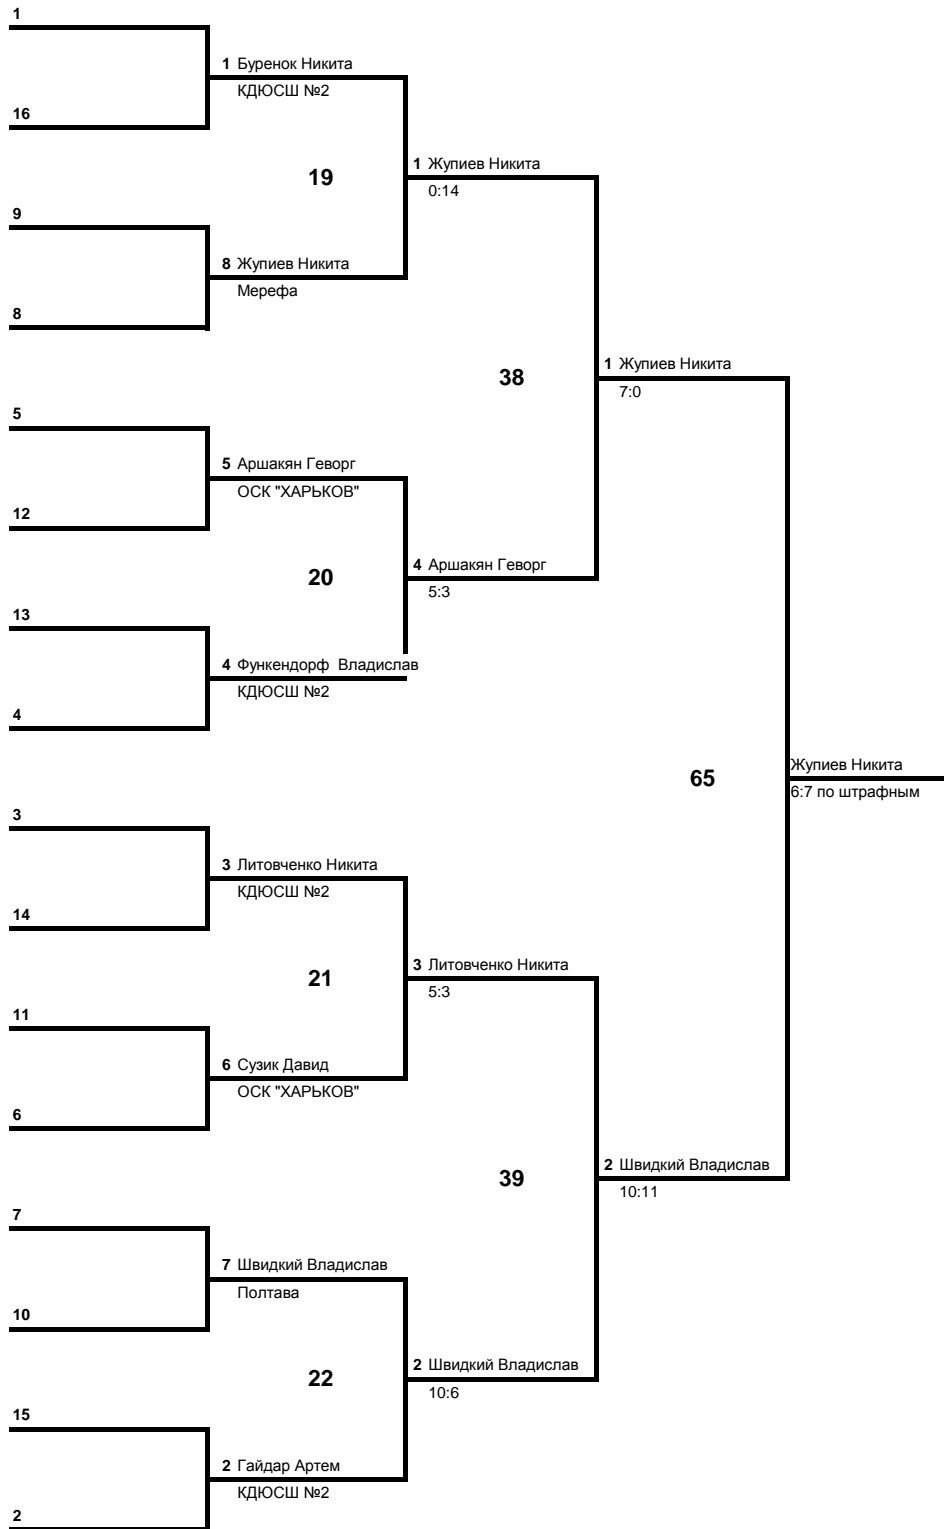 1
1 Буренок Никита
КДЮСШ №2
16
19
1 Жупиев Никита
0:14
9
8 Жупиев Никита
Мерефа
8
38
1 Жупиев Никита
7:0
5
5 Аршакян Геворг
ОСК "ХАРЬКОВ"
12
20
4 Аршакян Геворг
5:3
13
4 Функендорф Владислав
КДЮСШ №2
4
65
Жупиев Никита
6:7 по штрафным
3
3 Литовченко Никита
КДЮСШ №2
14
21
3 Литовченко Никита
5:3
11
6 Сузик Давид
ОСК "ХАРЬКОВ"
6
39
2 Швидкий Владислав
10:11
7
7 Швидкий Владислав
Полтава
10
22
2 Швидкий Владислав
10:6
15
2 Гайдар Артем
КДЮСШ №2
2